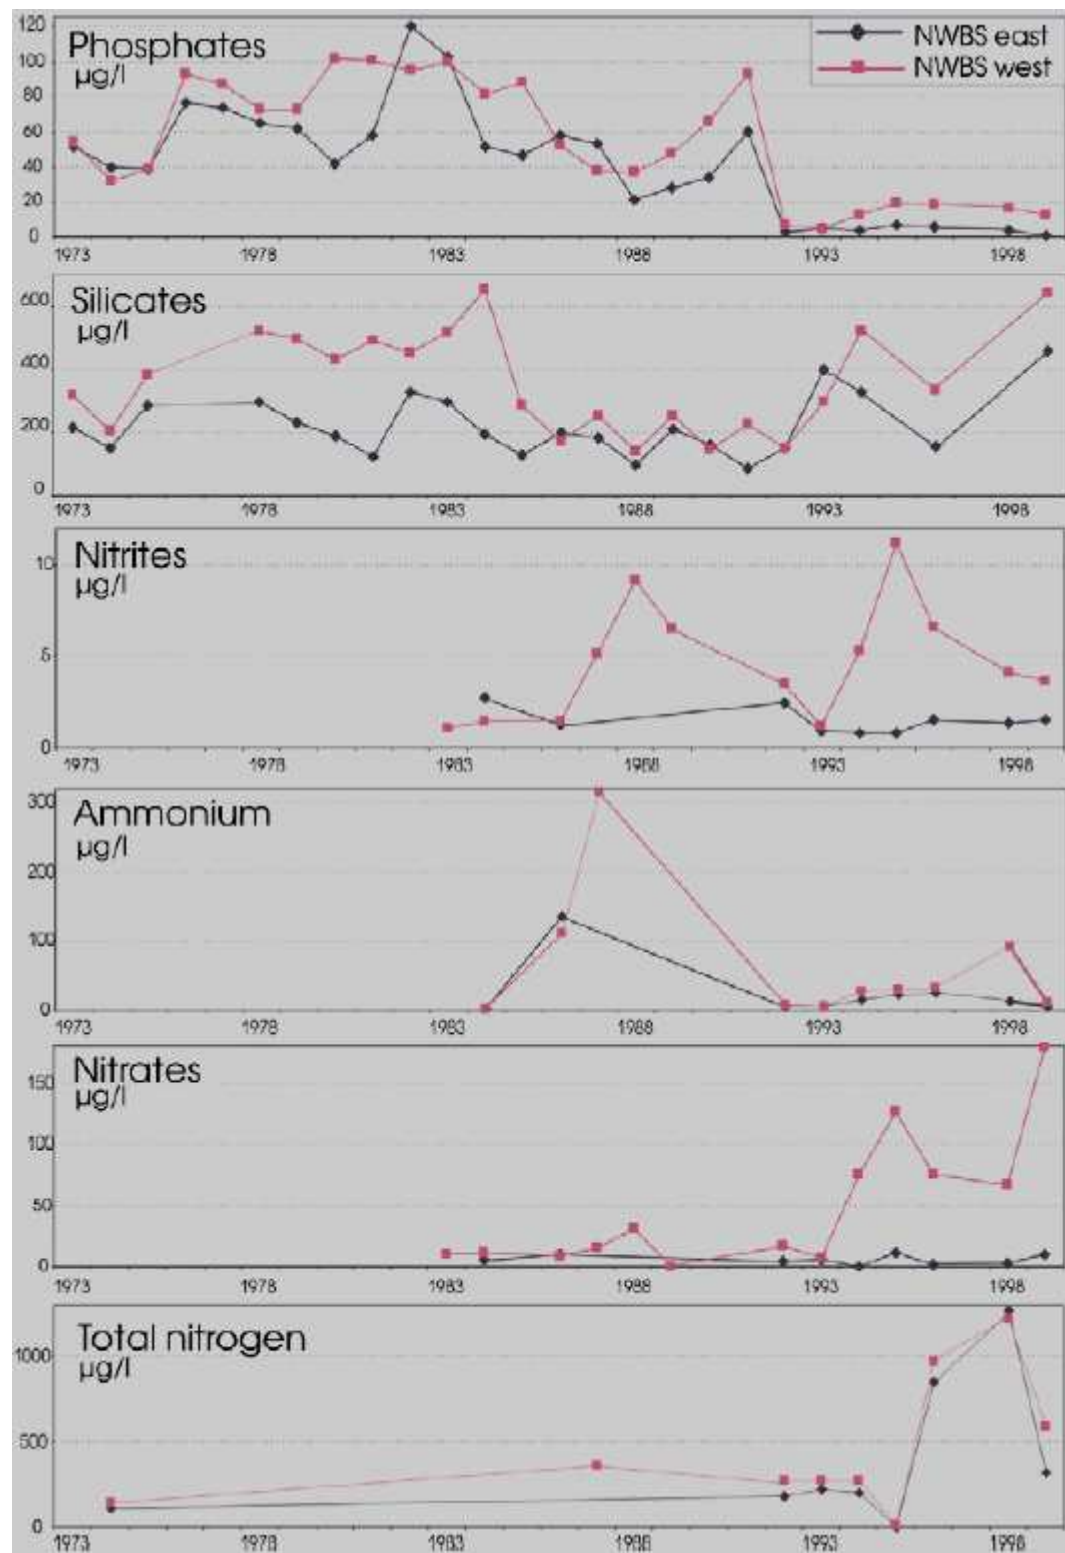 Phosphates
µg/l
NWBS east
NWBS west
120
100
80
60
40
20
0
1973 1978 1983 1988 1993 1998
Silicates
µg/l
600
400
200
0
1973 1978 1983 1988 1993 1998
Nitrites
µg/l
10
5
0
1973 1978 1983 1988 1993 1998
Ammonium
µg/l
300
200
100
0
1973 1978 1983 1988 1993 1998
Nitrates
µg/l
150
100
50
0
1973 1978 1983 1988 1993 1998
Total nitrogen
µg/l
1000
500
0
1973 1978 1983 1988 1993 1998